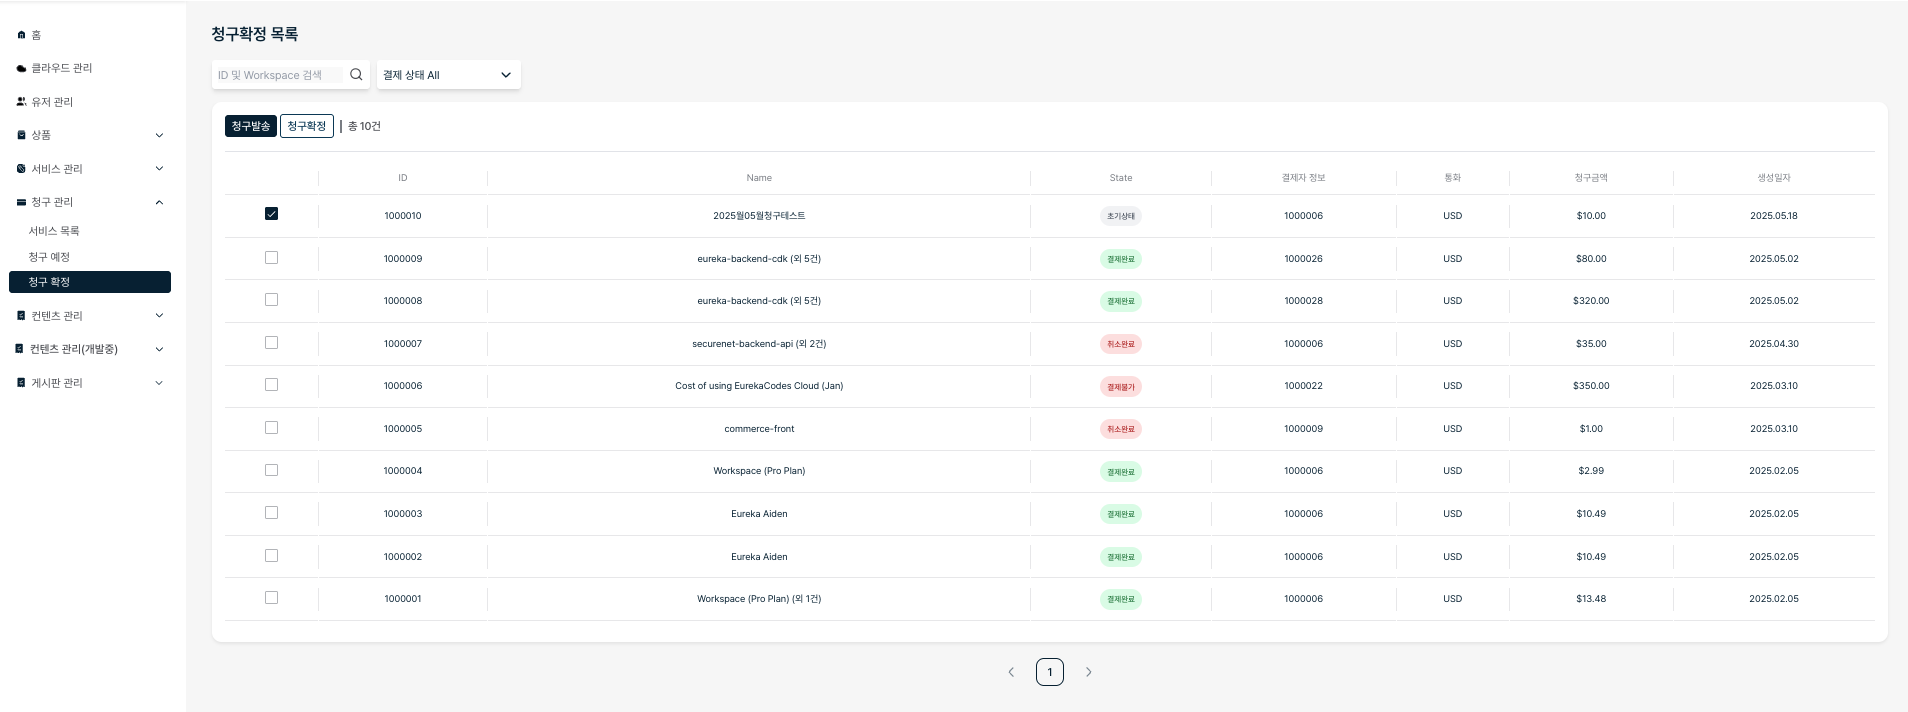 홈
클라우드 관리
유저 관리
상품
서비스 관리
청구 관리
서비스 목록
청구 예정
청구 확정
컨텐츠 관리
컨텐츠 관리(개발중)
게시판 관리
청구확정 목록
ID 및 Workspace 검색
결제 상태 All
청구발송 청구확정 | 총 10건
ID Name State 결제자 정보 통화 청구금액 생성일자
1000010 2025월05월청구테스트 초기상태 1000006 USD $10.00 2025.05.18
1000009 eureka-backend-cdk (외 5건) 결제완료 1000026 USD $80.00 2025.05.02
1000008 eureka-backend-cdk (외 5건) 결제완료 1000028 USD $320.00 2025.05.02
1000007 securenet-backend-api (외 2건) 취소완료 1000006 USD $35.00 2025.04.30
1000006 Cost of using EurekaCodes Cloud (Jan) 결제불가 1000022 USD $350.00 2025.03.10
1000005 commerce-front 취소완료 1000009 USD $1.00 2025.03.10
1000004 Workspace (Pro Plan) 결제완료 1000006 USD $2.99 2025.02.05
1000003 Eureka Aiden 결제완료 1000006 USD $10.49 2025.02.05
1000002 Eureka Aiden 결제완료 1000006 USD $10.49 2025.02.05
1000001 Workspace (Pro Plan) (외 1건) 결제완료 1000006 USD $13.48 2025.02.05
1